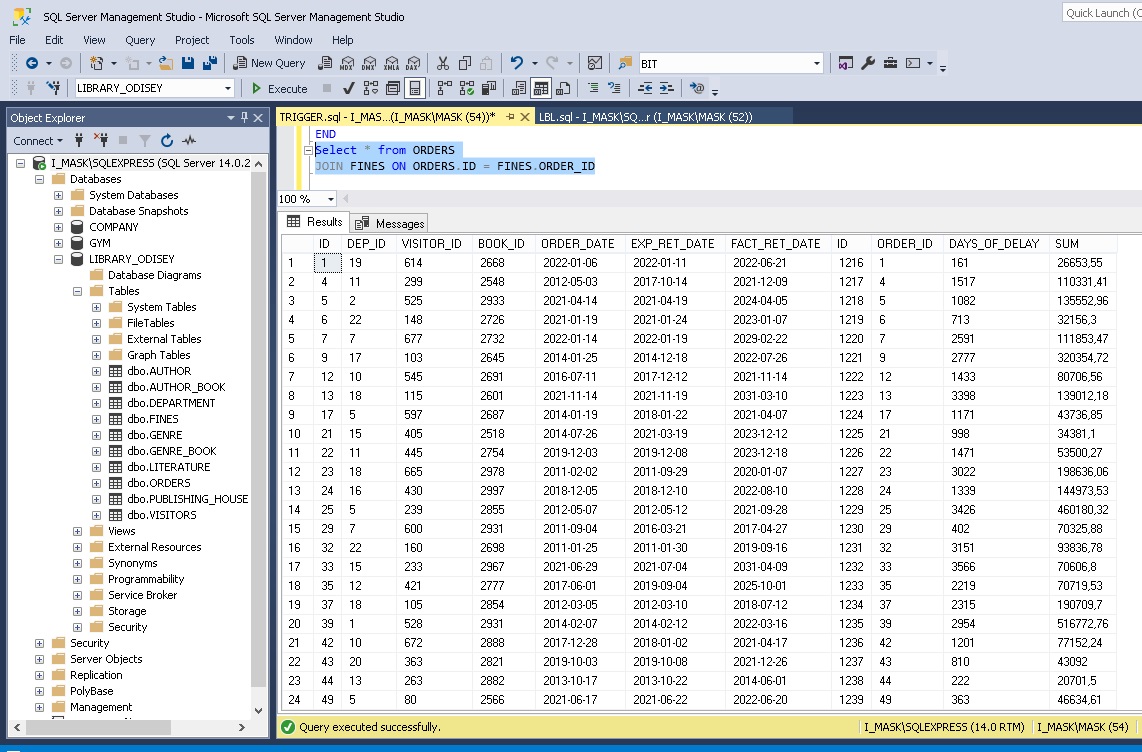 SQL Server Management Studio - Microsoft SQL Server Management Studio
Quick Launch (C
File Edit View Query Project Tools Window Help
New Query MDX DMX XMLA DAX BIT
LIBRARY_ODISEY Execute
Object Explorer
TRIGGER.sql - I_MAS...(I_MASK\MASK (54))* LBL.sql - I_MASK\SQ...r (I_MASK\MASK (52))
Connect
I_MASK\SQLEXPRESS (SQL Server 14.0.2
Databases
System Databases
Database Snapshots
COMPANY
GYM
LIBRARY_ODISEY
Database Diagrams
Tables
System Tables
FileTables
External Tables
Graph Tables
dbo.AUTHOR
dbo.AUTHOR_BOOK
dbo.DEPARTMENT
dbo.FINES
dbo.GENRE
dbo.GENRE_BOOK
dbo.LITERATURE
dbo.ORDERS
dbo.PUBLISHING_HOUSE
dbo.VISITORS
Views
External Resources
Synonyms
Programmability
Service Broker
Storage
Security
Security
Server Objects
Replication
PolyBase
Management
END
Select * from ORDERS
JOIN FINES ON ORDERS.ID = FINES.ORDER_ID
100 %
Results Messages
ID DEP_ID VISITOR_ID BOOK_ID ORDER_DATE EXP_RET_DATE FACT_RET_DATE ID ORDER_ID DAYS_OF_DELAY SUM
1 1 19 614 2668 2022-01-06 2022-01-11 2022-06-21 1216 1 161 26653,55
2 4 11 299 2548 2012-05-03 2017-10-14 2021-12-09 1217 4 1517 110331,41
3 5 2 525 2933 2021-04-14 2021-04-19 2024-04-05 1218 5 1082 135552,96
4 6 22 148 2726 2021-01-19 2021-01-24 2023-01-07 1219 6 713 32156,3
5 7 7 677 2732 2022-01-14 2022-01-19 2029-02-22 1220 7 2591 111853,47
6 9 17 103 2645 2014-01-25 2014-12-18 2022-07-26 1221 9 2777 320354,72
7 12 10 545 2691 2016-07-11 2017-12-12 2021-11-14 1222 12 1433 80706,56
8 13 18 115 2601 2021-11-14 2021-11-19 2031-03-10 1223 13 3398 139012,18
9 17 5 597 2687 2014-01-19 2018-01-22 2021-04-07 1224 17 1171 43736,85
10 21 15 405 2518 2014-07-26 2021-03-19 2023-12-12 1225 21 998 34381,1
11 22 11 445 2754 2019-12-03 2019-12-08 2023-12-18 1226 22 1471 53500,27
12 23 18 665 2978 2011-02-02 2011-09-29 2020-01-07 1227 23 3022 198636,06
13 24 16 430 2997 2018-12-05 2018-12-10 2022-08-10 1228 24 1339 144973,53
14 25 5 239 2855 2012-05-07 2012-05-12 2021-09-28 1229 25 3426 460180,32
15 29 7 600 2931 2011-09-04 2016-03-21 2017-04-27 1230 29 402 70325,88
16 32 22 160 2698 2011-01-25 2011-01-30 2019-09-16 1231 32 3151 93836,78
17 33 15 233 2967 2021-06-29 2021-07-04 2031-04-09 1232 33 3566 70606,8
18 35 12 421 2777 2017-06-01 2019-09-04 2025-10-01 1233 35 2219 70719,53
19 37 18 105 2854 2012-03-05 2012-03-10 2018-07-12 1234 37 2315 190709,7
20 39 1 528 2931 2014-02-07 2014-02-12 2022-03-16 1235 39 2954 516772,76
21 42 10 672 2888 2017-12-28 2018-01-02 2021-04-17 1236 42 1201 77152,24
22 43 20 363 2821 2019-10-03 2019-10-08 2021-12-26 1237 43 810 43092
23 44 13 263 2882 2013-10-17 2013-10-22 2014-06-01 1238 44 222 20701,5
24 49 5 80 2566 2021-06-17 2021-06-22 2022-06-20 1239 49 363 46634,61
Query executed successfully. I_MASK\SQLEXPRESS (14.0 RTM) I_MASK\MASK (54)